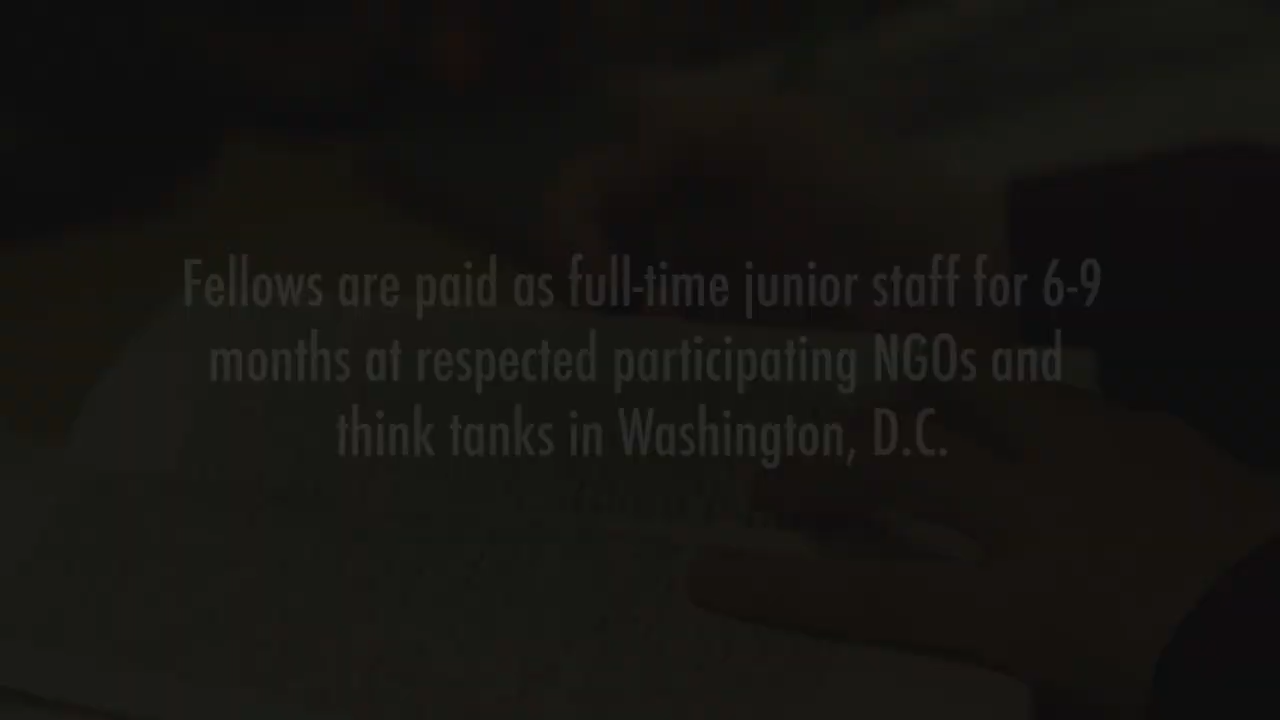 Fellows are paid as full-time junior staff for 6-9
months at respected participating NGOs and
think tanks in Washington, D.C.